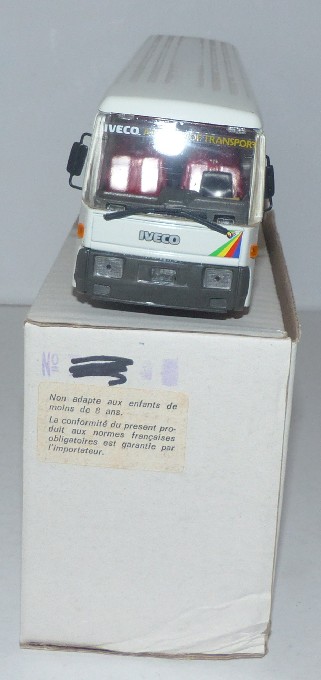 IVECO TRANSPORT
IVECO
Non adapte aux enfants de
moins de 8 ans.
La conformité du present pro-
duit aux normes françaises
obligatoires est garantie par
l'importateur.